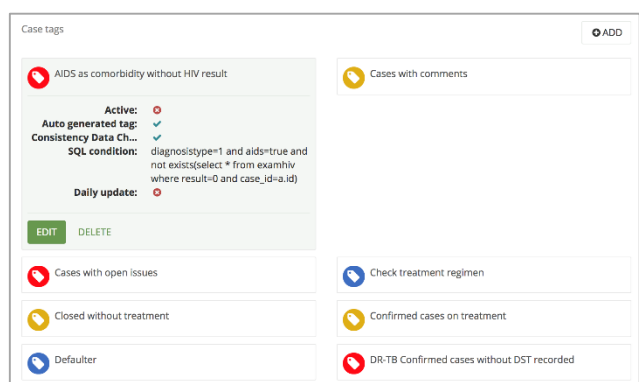 Case tags
ADD
AIDS as comorbidity without HIV result
Cases with comments
Active:
Auto generated tag:
Consistency Data Ch...
SQL condition: diagnosistype=1 and aids=true and
not exists(select * from examhiv
where result=0 and case_id=a.id)
Daily update:
EDIT DELETE
Cases with open issues
Check treatment regimen
Closed without treatment
Confirmed cases on treatment
Defaulter
DR-TB Confirmed cases without DST recorded